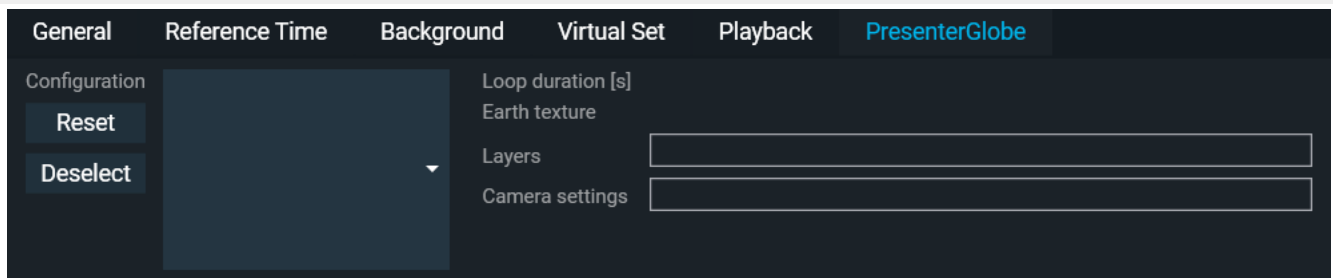 General Reference Time Background Virtual Set Playback PresenterGlobe
Configuration
Reset
Deselect
Loop duration [s]
Earth texture
Layers
Camera settings